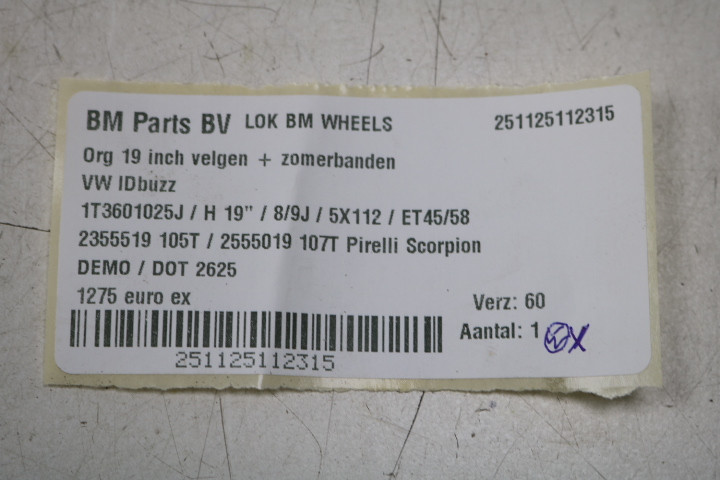 BM Parts BV LOK BM WHEELS 251125112315
Org 19 inch velgen + zomerbanden
VW IDbuzz
1T3601025J / H 19" / 8/9J / 5X112 / ET45/58
2355519 105T / 2555019 107T Pirelli Scorpion
DEMO / DOT 2625
1275 euro ex Verz: 60
Aantal: 1 X
251125112315